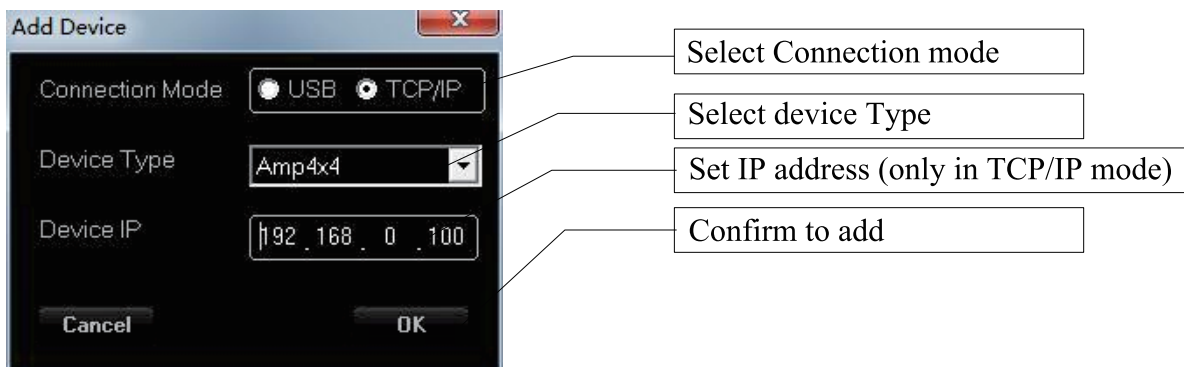 Add Device
Connection Mode USB TCP/IP
Device Type Amp4x4
Device IP 192 . 168 . 0 . 100
Cancel OK
Select Connection mode
Select device Type
Set IP address (only in TCP/IP mode)
Confirm to add